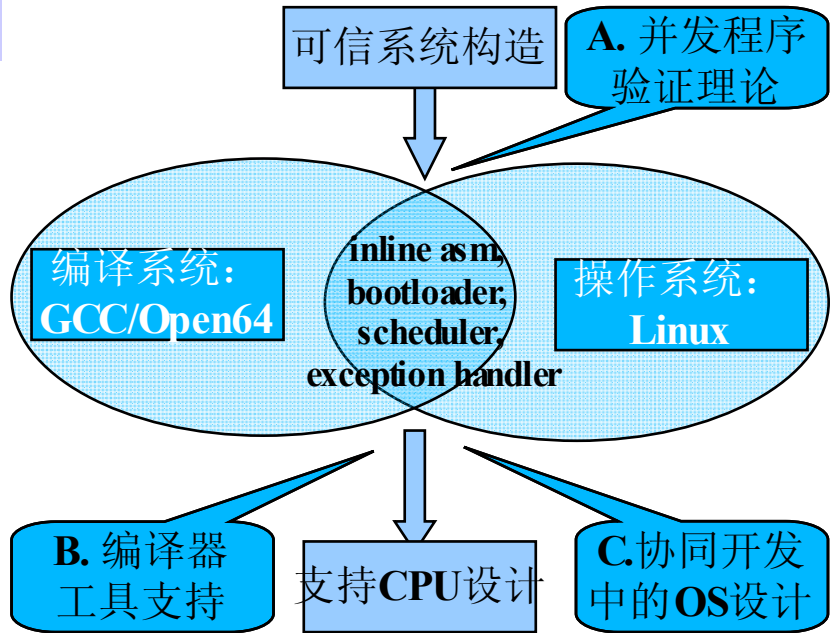 可信系统构造
A. 并发程序
验证理论
编译系统：
GCC/Open64
inline asm,
bootloader,
scheduler,
exception handler
操作系统：
Linux
B. 编译器
工具支持
支持CPU设计
C.协同开发
中的OS设计